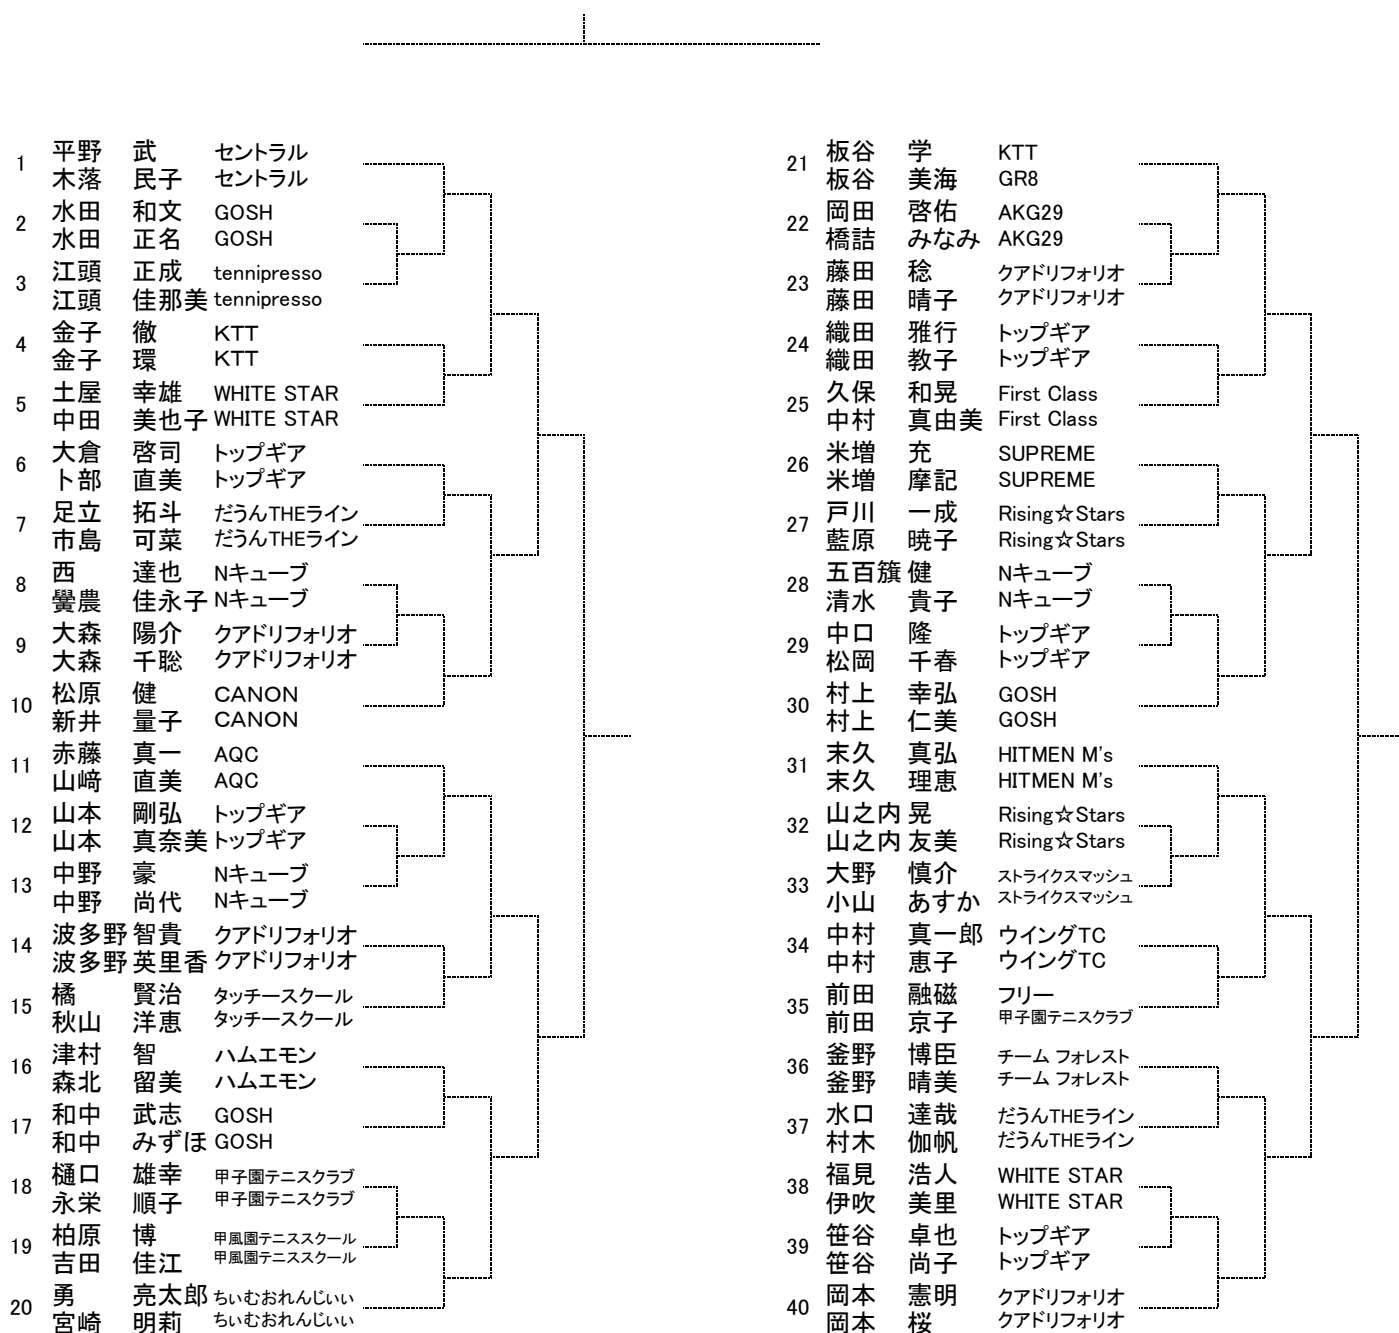 1 平野 武 セントラル
木落 民子 セントラル
2 水田 和文 GOSH
水田 正名 GOSH
3 江頭 正成 tennipresso
江頭 佳那美 tennipresso
4 金子 徹 KTT
金子 環 KTT
5 土屋 幸雄 WHITE STAR
中田 美也子 WHITE STAR
6 大倉 啓司 トップギア
卜部 直美 トップギア
7 足立 拓斗 だうんTHEライン
市島 可菜 だうんTHEライン
8 西 達也 Nキューブ
黌農 佳永子 Nキューブ
9 大森 陽介 クアドリフォリオ
大森 千聡 クアドリフォリオ
10 松原 健 CANON
新井 量子 CANON
11 赤藤 真一 AQC
山﨑 直美 AQC
12 山本 剛弘 トップギア
山本 真奈美 トップギア
13 中野 豪 Nキューブ
中野 尚代 Nキューブ
14 波多野 智貴 クアドリフォリオ
波多野 英里香 クアドリフォリオ
15 橘 賢治 タッチースクール
秋山 洋恵 タッチースクール
16 津村 智 ハムエモン
森北 留美 ハムエモン
17 和中 武志 GOSH
和中 みずほ GOSH
18 樋口 雄幸 甲子園テニスクラブ
永栄 順子 甲子園テニスクラブ
19 柏原 博 甲風園テニススクール
吉田 佳江 甲風園テニススクール
20 勇 亮太郎 ちぃむおれんじぃぃ
宮崎 明莉 ちぃむおれんじぃぃ
21 板谷 学 KTT
板谷 美海 GR8
22 岡田 啓佑 AKG29
橋詰 みなみ AKG29
23 藤田 稔 クアドリフォリオ
藤田 晴子 クアドリフォリオ
24 織田 雅行 トップギア
織田 教子 トップギア
25 久保 和晃 First Class
中村 真由美 First Class
26 米増 充 SUPREME
米増 摩記 SUPREME
27 戸川 一成 Rising☆Stars
藍原 暁子 Rising☆Stars
28 五百籏 健 Nキューブ
清水 貴子 Nキューブ
29 中口 隆 トップギア
松岡 千春 トップギア
30 村上 幸弘 GOSH
村上 仁美 GOSH
31 末久 真弘 HITMEN M's
末久 理恵 HITMEN M's
32 山之内 晃 Rising☆Stars
山之内 友美 Rising☆Stars
33 大野 慎介 ストライクスマッシュ
小山 あすか ストライクスマッシュ
34 中村 真一郎 ウイングTC
中村 恵子 ウイングTC
35 前田 融磁 フリー
前田 京子 甲子園テニスクラブ
36 釜野 博臣 チーム フォレスト
釜野 晴美 チーム フォレスト
37 水口 達哉 だうんTHEライン
村木 伽帆 だうんTHEライン
38 福見 浩人 WHITE STAR
伊吹 美里 WHITE STAR
39 笹谷 卓也 トップギア
笹谷 尚子 トップギア
40 岡本 憲明 クアドリフォリオ
岡本 桜 クアドリフォリオ